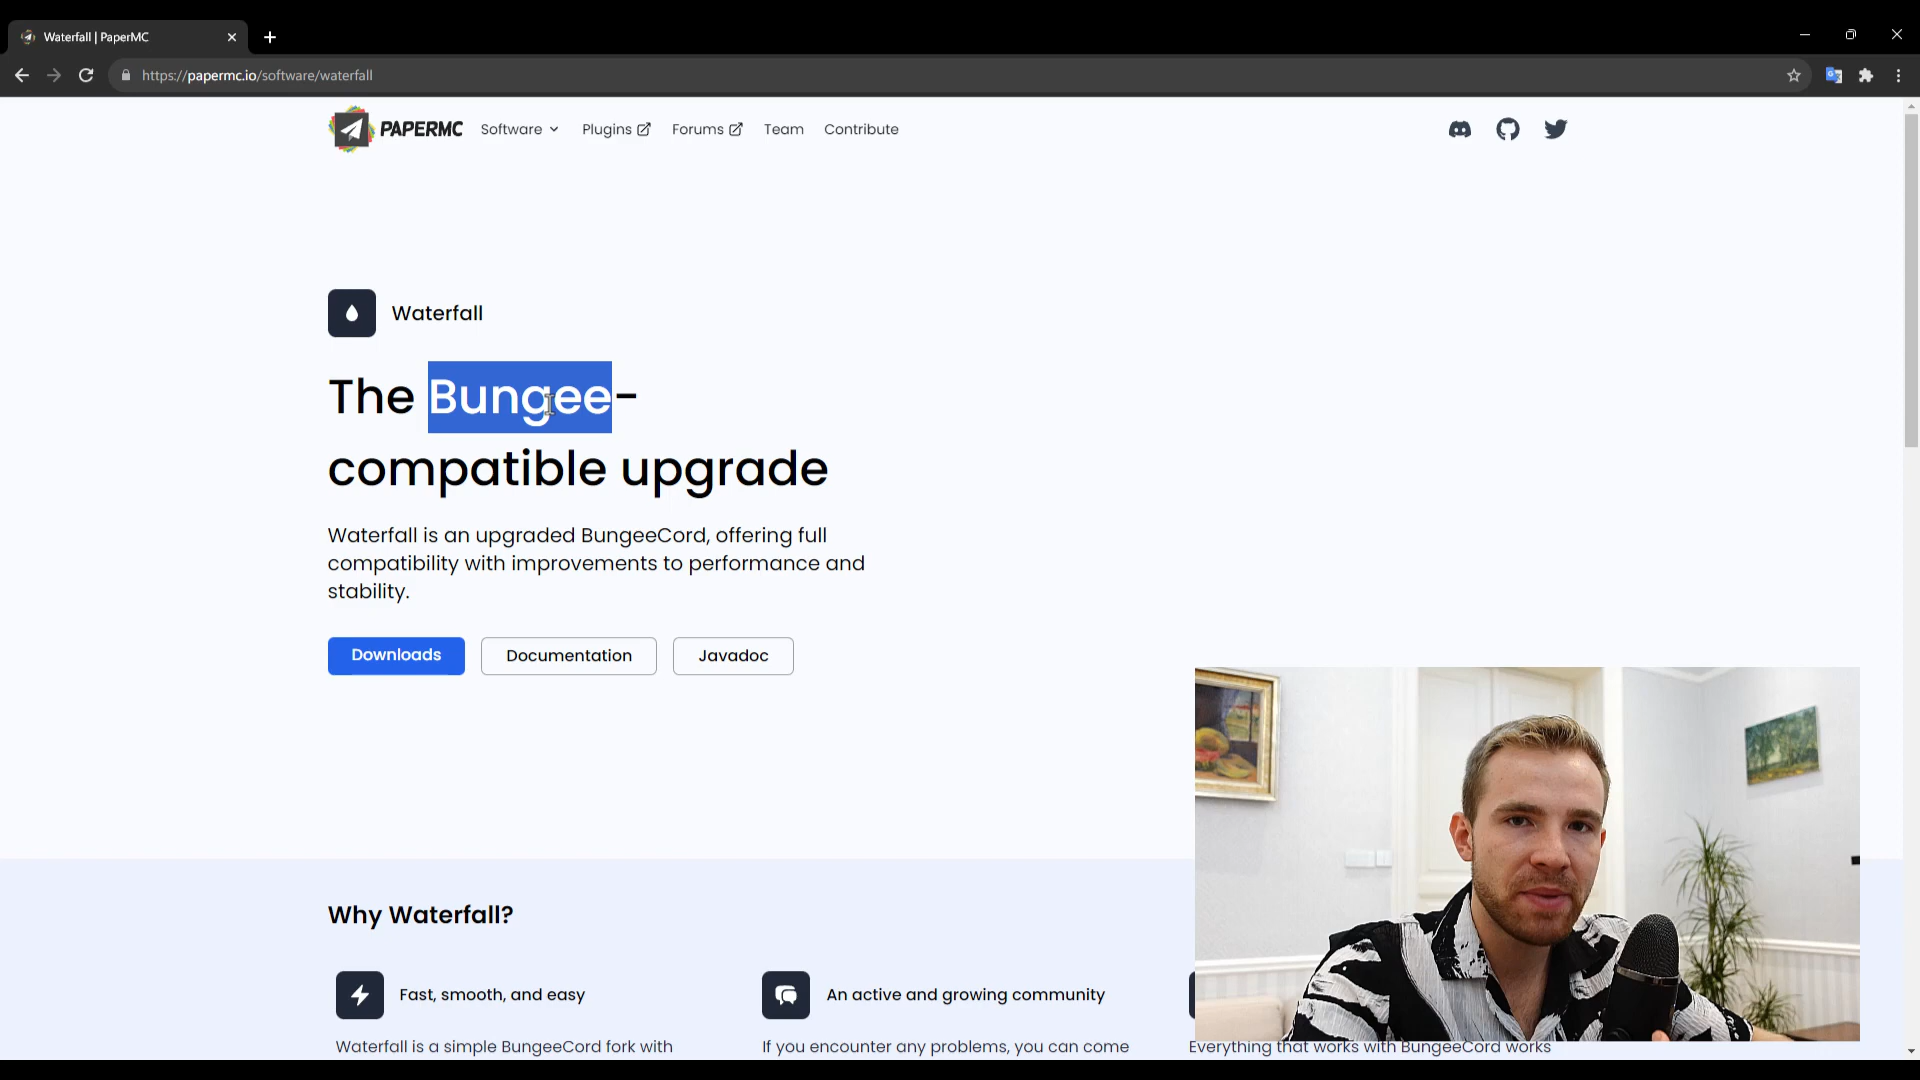 Waterfall | PaperMC
https://papermc.io/software/waterfall
PAPERMC Software Plugins Forums Team Contribute
Waterfall
The Bungee-
compatible upgrade
Waterfall is an upgraded BungeeCord, offering full
compatibility with improvements to performance and
stability.
Downloads Documentation Javadoc
Why Waterfall?
Fast, smooth, and easy An active and growing community
Waterfall is a simple BungeeCord fork with If you encounter any problems, you can come Everything that works with BungeeCord works